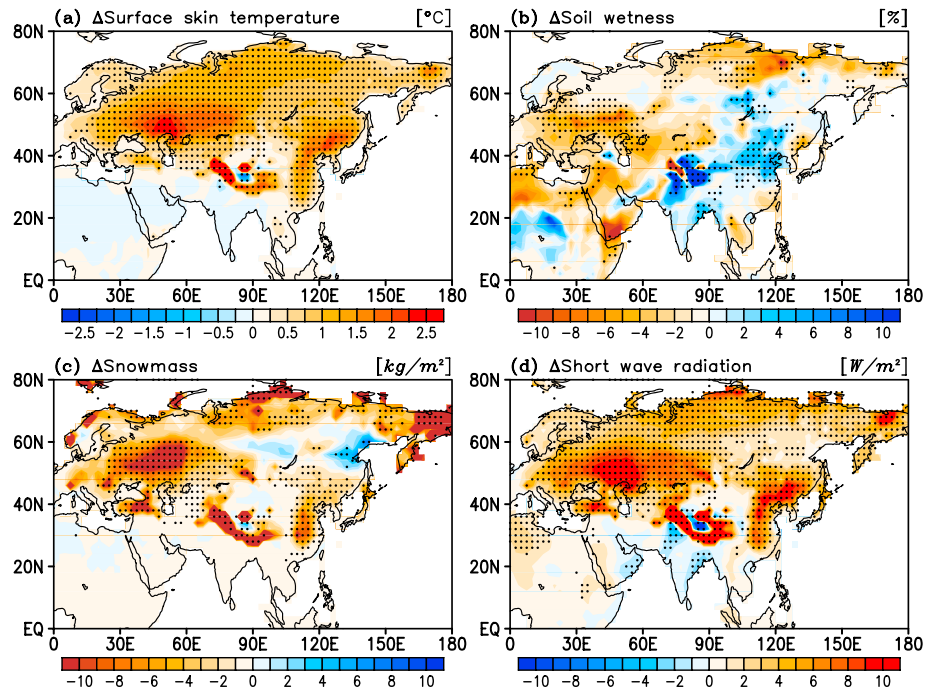 (a) ΔSurface skin temperature [°C]
(b) ΔSoil wetness [%]
80N
60N
40N
20N
EQ
0 30E 60E 90E 120E 150E 180
-2.5 -2 -1.5 -1 -0.5 0 0.5 1 1.5 2 2.5
80N
60N
40N
20N
EQ
0 30E 60E 90E 120E 150E 180
-10 -8 -6 -4 -2 0 2 4 6 8 10
(c) ΔSnowmass [kg/m²]
(d) ΔShort wave radiation [W/m²]
80N
60N
40N
20N
EQ
0 30E 60E 90E 120E 150E 180
-10 -8 -6 -4 -2 0 2 4 6 8 10
80N
60N
40N
20N
EQ
0 30E 60E 90E 120E 150E 180
-10 -8 -6 -4 -2 0 2 4 6 8 10